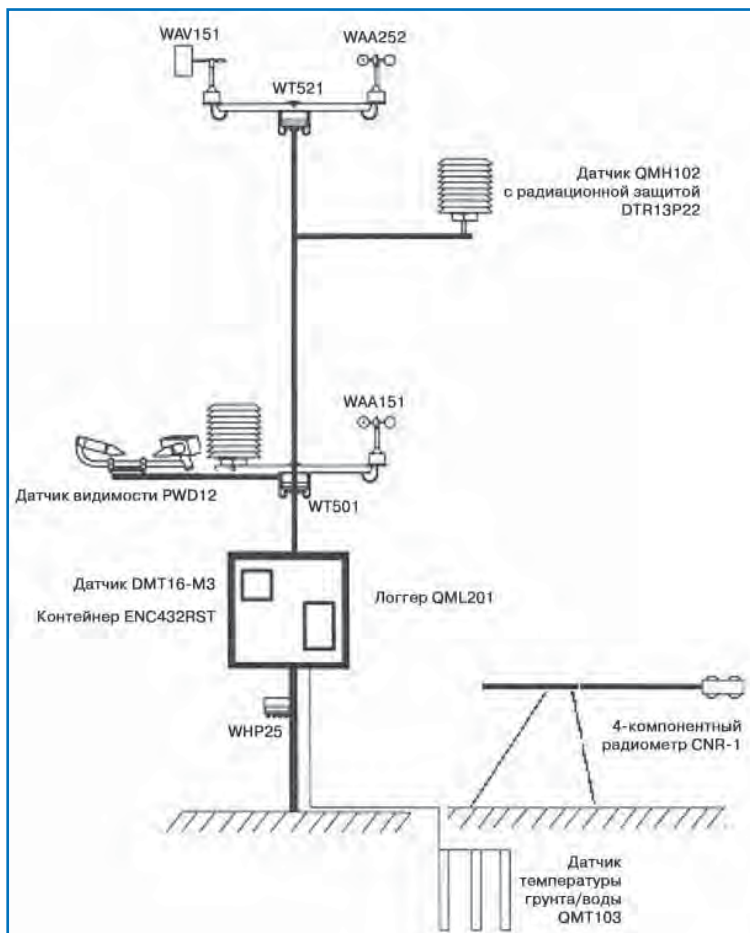 WAV151
WAA252
WT521
Датчик QMH102
с радиационной защитой
DTR13P22
WAA151
Датчик видимости PWD12
WT501
Датчик DMT16-M3
Контейнер ENC432RST
Логгер QML201
WHP25
4-компонентный
радиометр CNR-1
Датчик
температуры
грунта/воды
QMT103